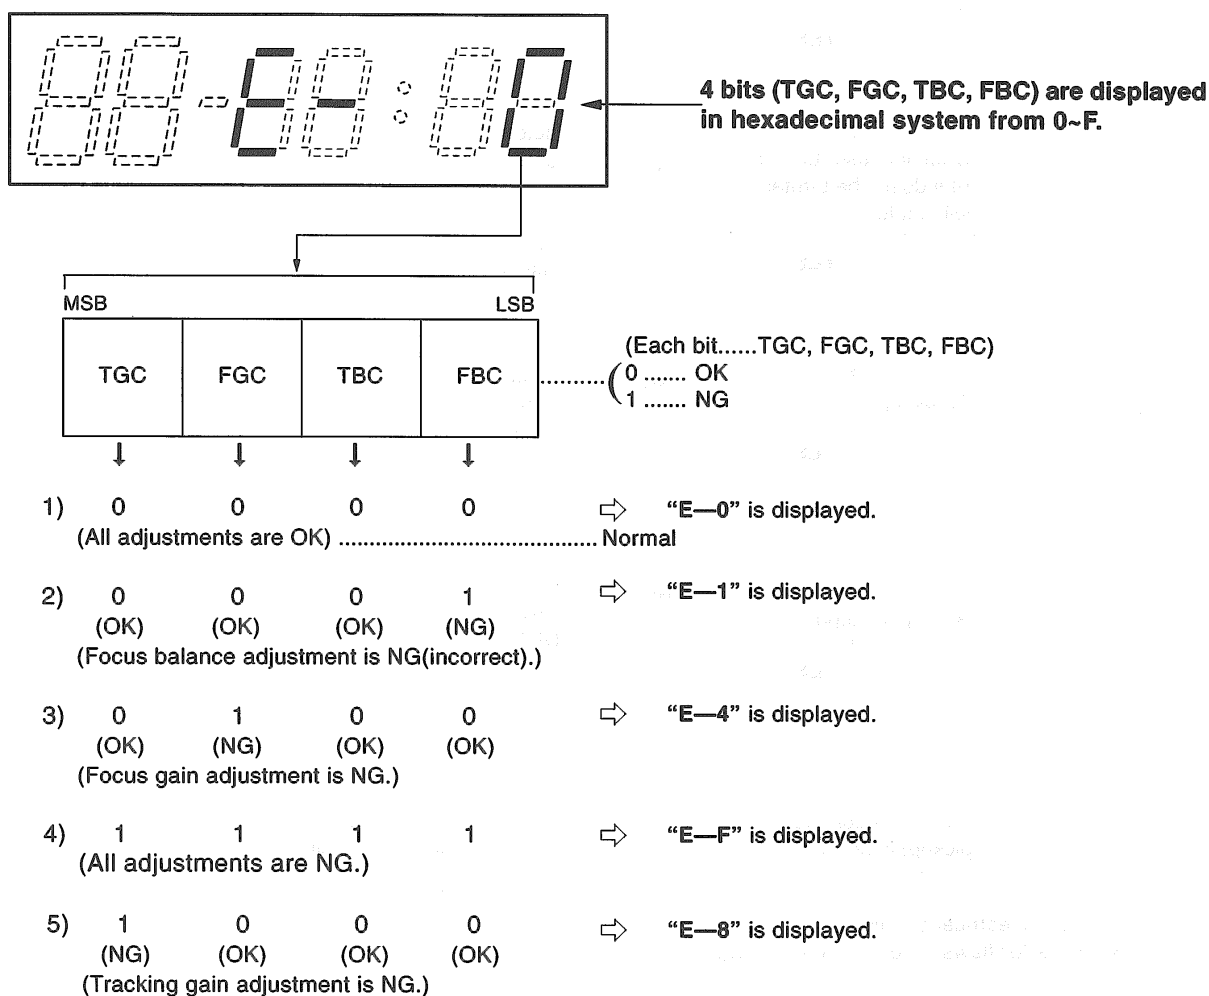 4 bits (TGC, FGC, TBC, FBC) are displayed
in hexadecimal system from 0~F.
MSB LSB
TGC FGC TBC FBC
(Each bit......TGC, FGC, TBC, FBC)
0 ....... OK
1 ....... NG
1) 0 0 0 0 ⇨ “E—0” is displayed.
(All adjustments are OK) .......................................... Normal
2) 0 0 0 1 ⇨ “E—1” is displayed.
(OK) (OK) (OK) (NG)
(Focus balance adjustment is NG(incorrect).)
3) 0 1 0 0 ⇨ “E—4” is displayed.
(OK) (NG) (OK) (OK)
(Focus gain adjustment is NG.)
4) 1 1 1 1 ⇨ “E—F” is displayed.
(All adjustments are NG.)
5) 1 0 0 0 ⇨ “E—8” is displayed.
(NG) (OK) (OK) (OK)
(Tracking gain adjustment is NG.)